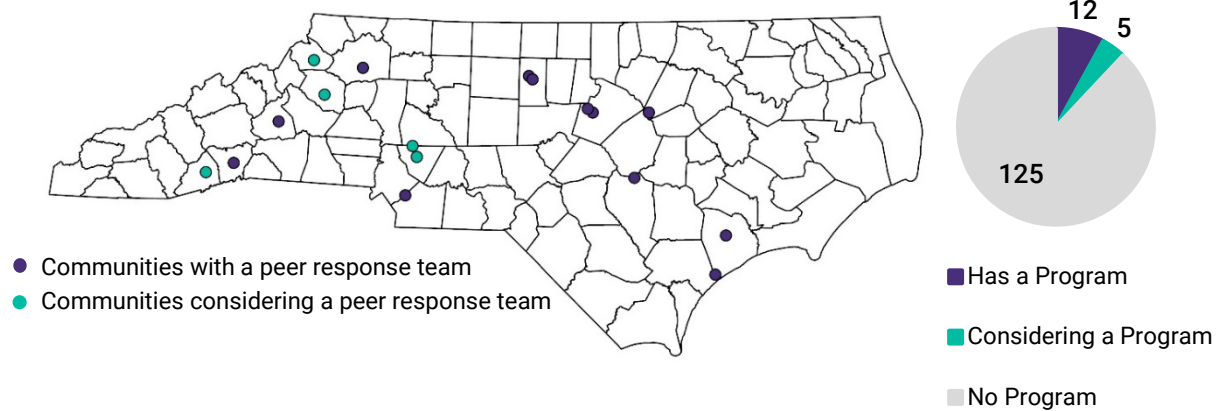 12
5
125
Communities with a peer response team
Communities considering a peer response team
Has a Program
Considering a Program
No Program